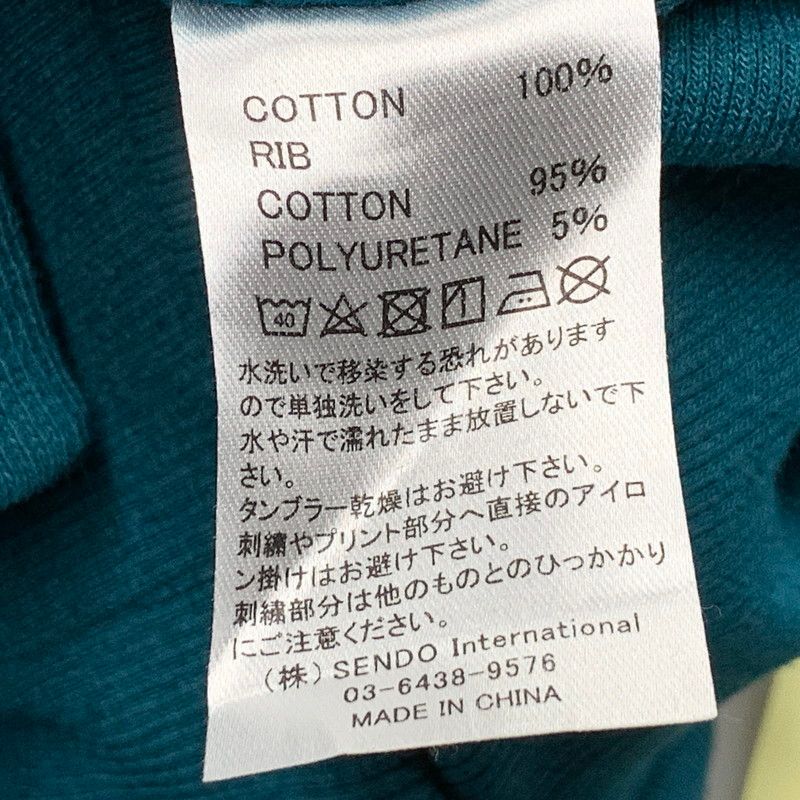 COTTON 100%
RIB
COTTON 95%
POLYURETANE 5%
40
水洗いで移染する恐れがあります
ので単独洗いをして下さい。
水や汗で濡れたまま放置しないで下
さい。
タンブラー乾燥はお避け下さい。
刺繍やプリント部分へ直接のアイロ
ン掛けはお避け下さい。
刺繍部分は他のものとのひっかかり
にご注意ください。
(株) SENDO International
03-6438-9576
MADE IN CHINA